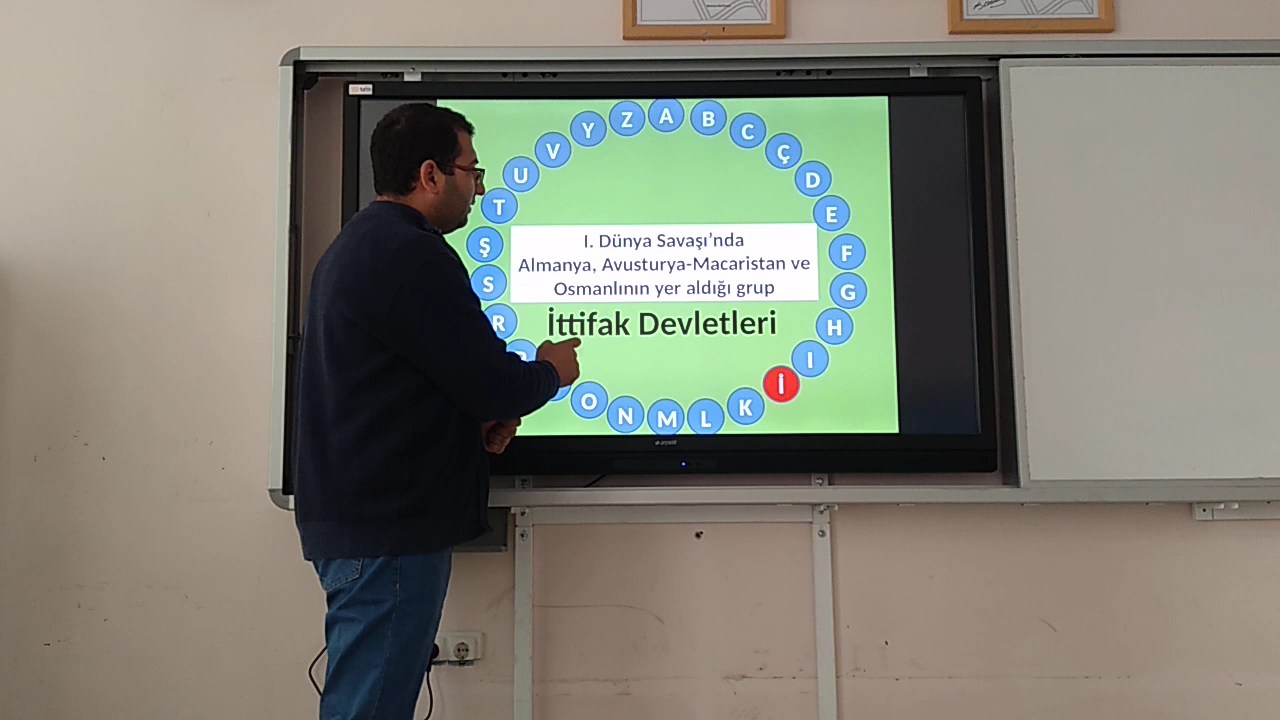 A
B
C
Ç
D
E
F
G
H
I
İ
K
L
M
N
O
R
S
Ş
T
U
V
Y
Z
I. Dünya Savaşı'nda
Almanya, Avusturya-Macaristan ve
Osmanlının yer aldığı grup
İttifak Devletleri